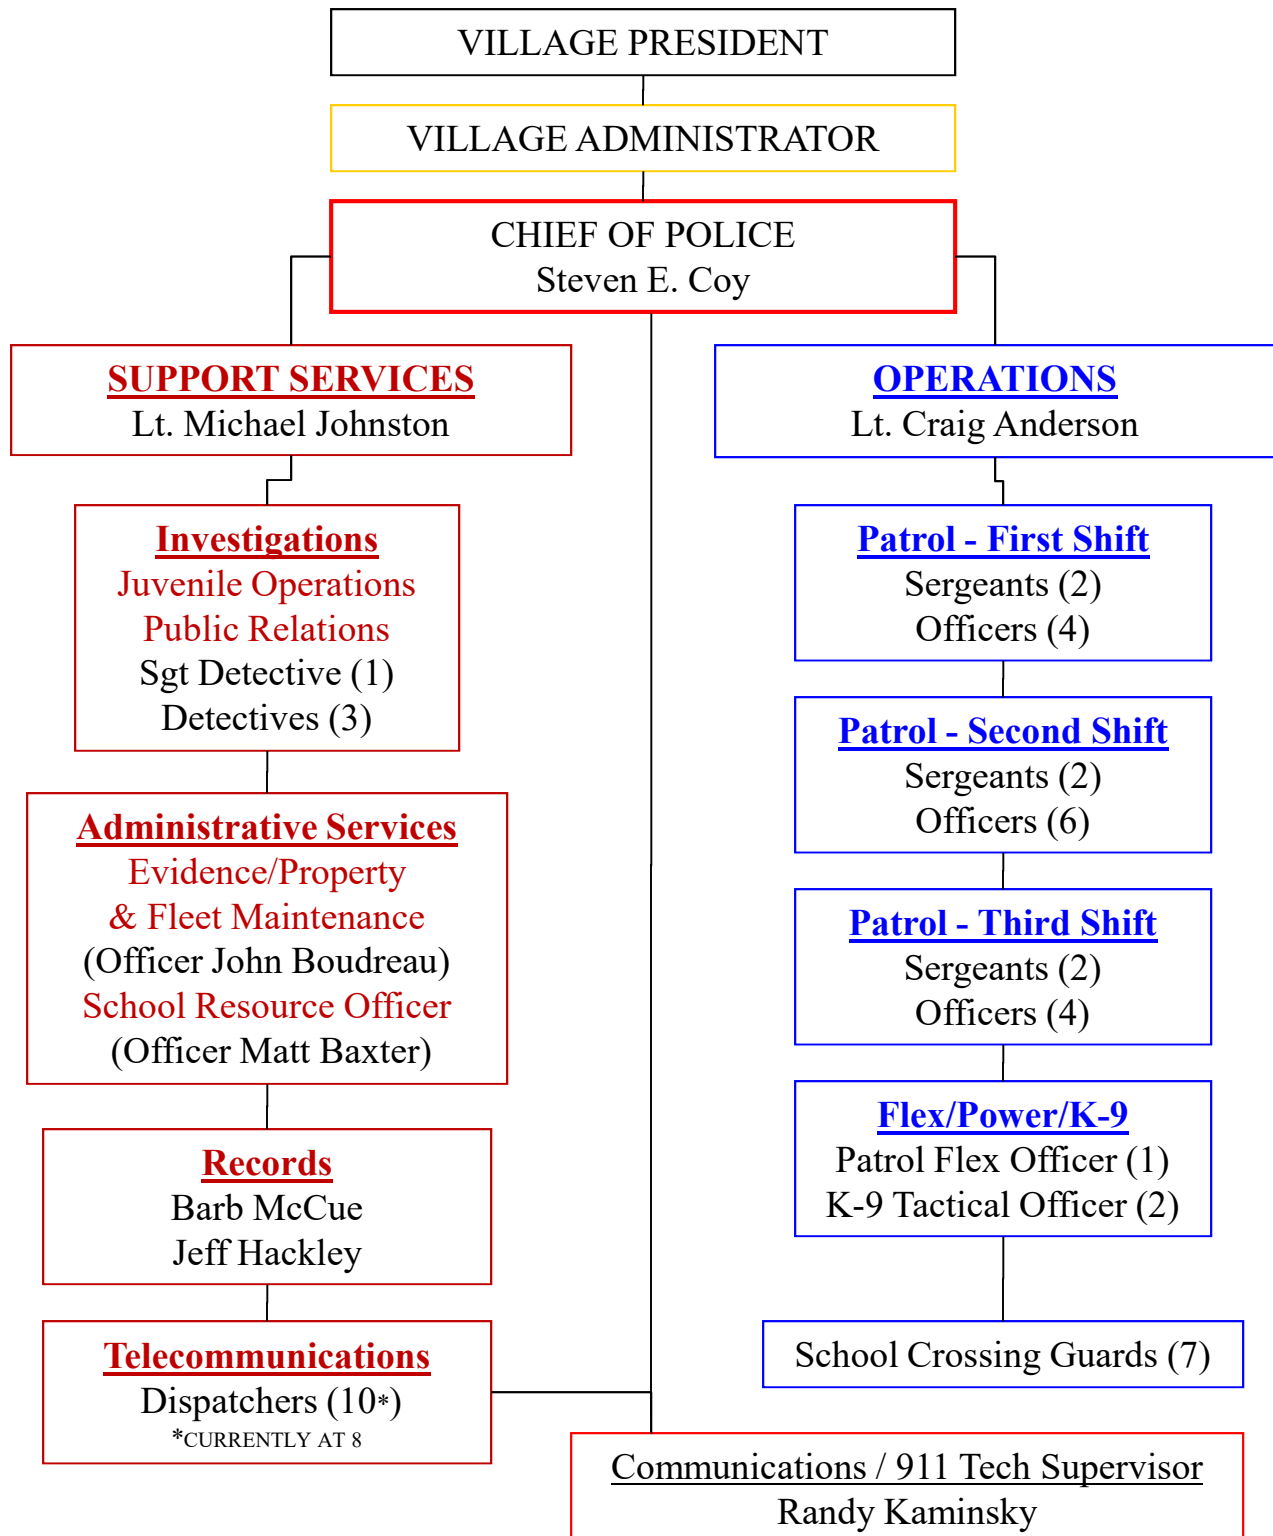 VILLAGE PRESIDENT
VILLAGE ADMINISTRATOR
CHIEF OF POLICE
Steven E. Coy
SUPPORT SERVICES
Lt. Michael Johnston
Investigations
Juvenile Operations
Public Relations
Sgt Detective (1)
Detectives (3)
Administrative Services
Evidence/Property
& Fleet Maintenance
(Officer John Boudreau)
School Resource Officer
(Officer Matt Baxter)
Records
Barb McCue
Jeff Hackley
Telecommunications
Dispatchers (10*)
*CURRENTLY AT 8
OPERATIONS
Lt. Craig Anderson
Patrol - First Shift
Sergeants (2)
Officers (4)
Patrol - Second Shift
Sergeants (2)
Officers (6)
Patrol - Third Shift
Sergeants (2)
Officers (4)
Flex/Power/K-9
Patrol Flex Officer (1)
K-9 Tactical Officer (2)
School Crossing Guards (7)
Communications / 911 Tech Supervisor
Randy Kaminsky